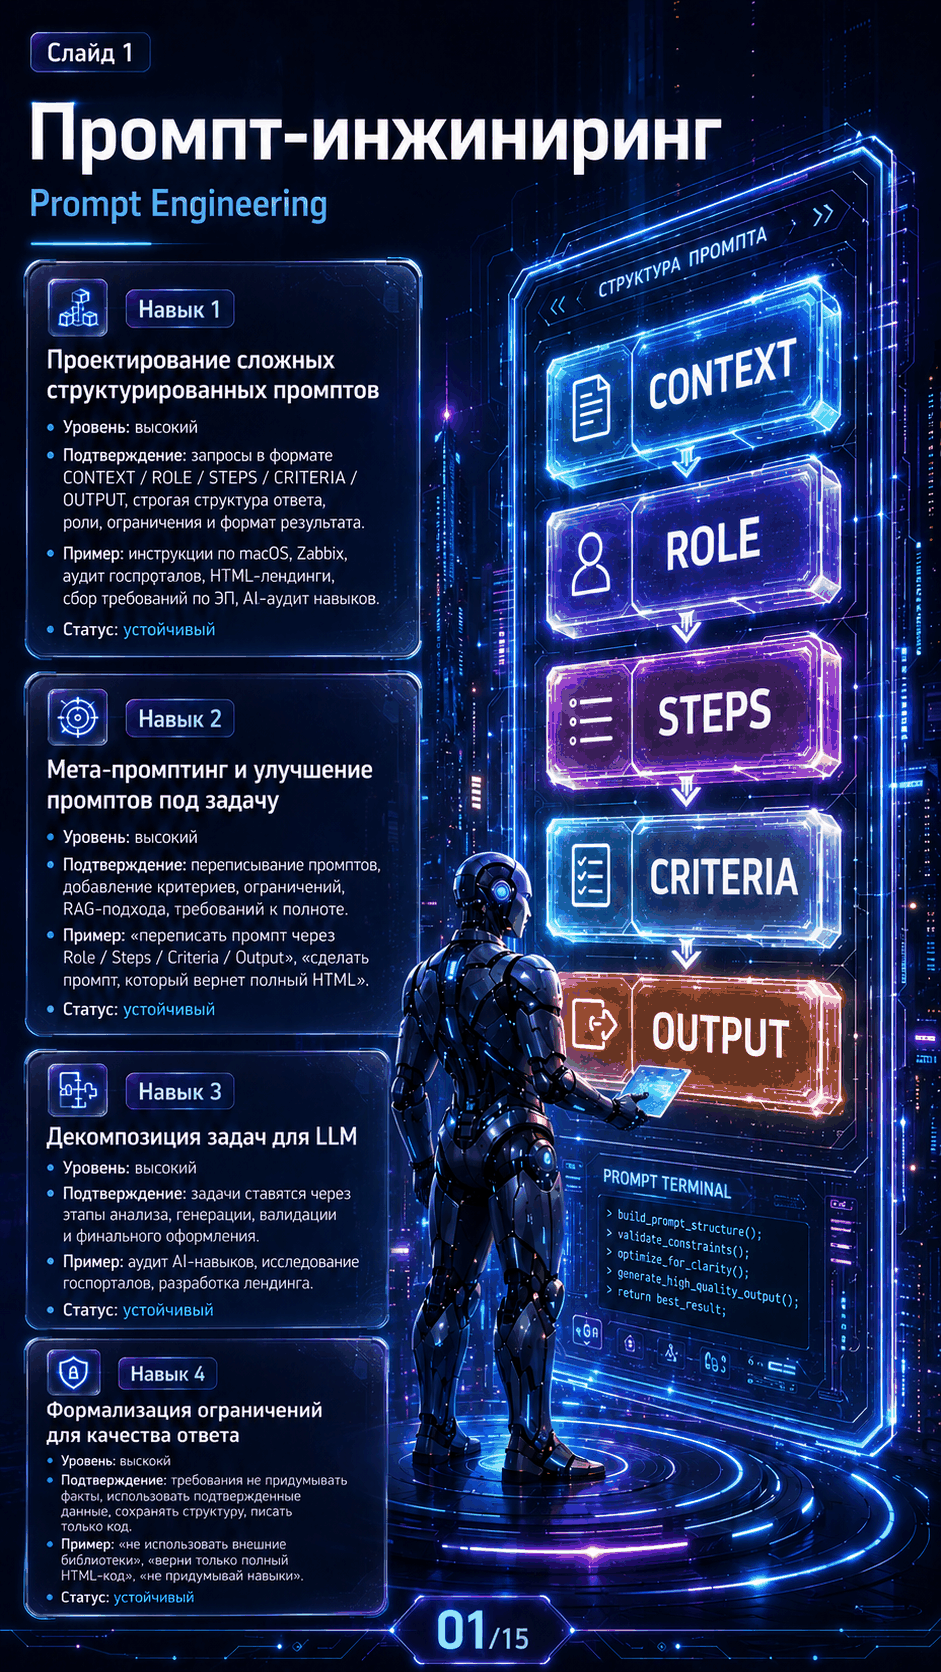 Слайд 1
Промпт-инжиниринг
Prompt Engineering
Навык 1
Проектирование сложных
структурированных промптов
Уровень: высокий
Подтверждение: запросы в формате
CONTEXT / ROLE / STEPS / CRITERIA /
OUTPUT, строгая структура ответа,
роли, ограничения и формат результата.
Пример: инструкции по macOS, Zabbix,
аудит госпроталов, HTML-лендинги,
сбор требований по ЭП, AI-аудит навыков.
Статус: устойчивый
Навык 2
Мета-промптинг и улучшение
промптов под задачу
Уровень: высокий
Подтверждение: переписывание промптов,
добавление критериев, ограничений,
RAG-подхода, требований к полноте.
Пример: «переписать промпт через
Role / Steps / Criteria / Output», «сделать
промпт, который вернет полный HTML».
Статус: устойчивый
Навык 3
Декомпозиция задач для LLM
Уровень: высокий
Подтверждение: задачи ставятся через
этапы анализа, генерации, валидации
и финального оформления.
Пример: аудит AI-навыков, исследование
госпорталов, разработка лендинга.
Статус: устойчивый
Навык 4
Формализация ограничений
для качества ответа
Уровень: выскокй
Подтверждение: требования не придумывать
факты, использовать подтвержденные
данные, сохранять структуру, писать
только код.
Пример: «не использовать внешние
библиотеки», «верни только полный
HTML-код», «не придумывай навыки».
Статус: устойчивый
СТРУКТУРА ПРОМПТА
CONTEXT
ROLE
STEPS
CRITERIA
OUTPUT
PROMPT TERMINAL
> build_prompt_structure();
> validate_constraints();
> optimize_for_clarity();
> generate_high_quality_output();
> return best_result;
01/15